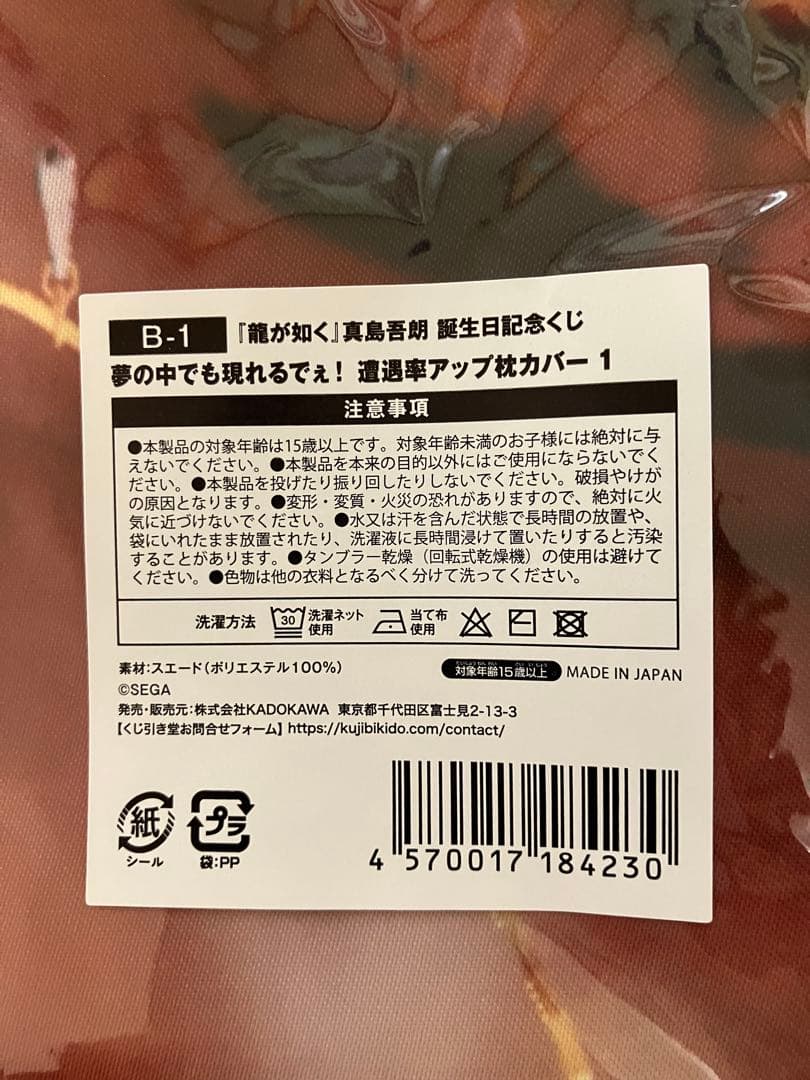 B-1 『龍が如く』真島吾朗 誕生日記念くじ
夢の中でも現れるでぇ！ 遭遇率アップ枕カバー 1
注意事項
●本製品の対象年齢は15歳以上です。対象年齢未満のお子様には絶対に与
えないでください。●本製品を本来の目的以外にはご使用にならないでく
ださい。●本製品を投げたり振り回したりしないでください。破損やけが
の原因となります。●変形・変質・火災の恐れがありますので、絶対に火
気に近づけないでください。●水又は汗を含んだ状態で長時間の放置や、
袋にいれたまま放置されたり、洗濯液に長時間浸けて置いたりすると汚染
することがあります。●タンブラー乾燥（回転式乾燥機）の使用は避けて
ください。●色物は他の衣料となるべく分けて洗ってください。
洗濯方法 30 洗濯ネット
使用 当て布
使用
素材：スエード（ポリエステル100％）
対象年齢15歳以上 MADE IN JAPAN
©SEGA
発売・販売元：株式会社KADOKAWA 東京都千代田区富士見2-13-3
【くじ引き堂お問合せフォーム】https://kujibikido.com/contact/
紙
シール
プラ
袋：PP
4 570017 184230